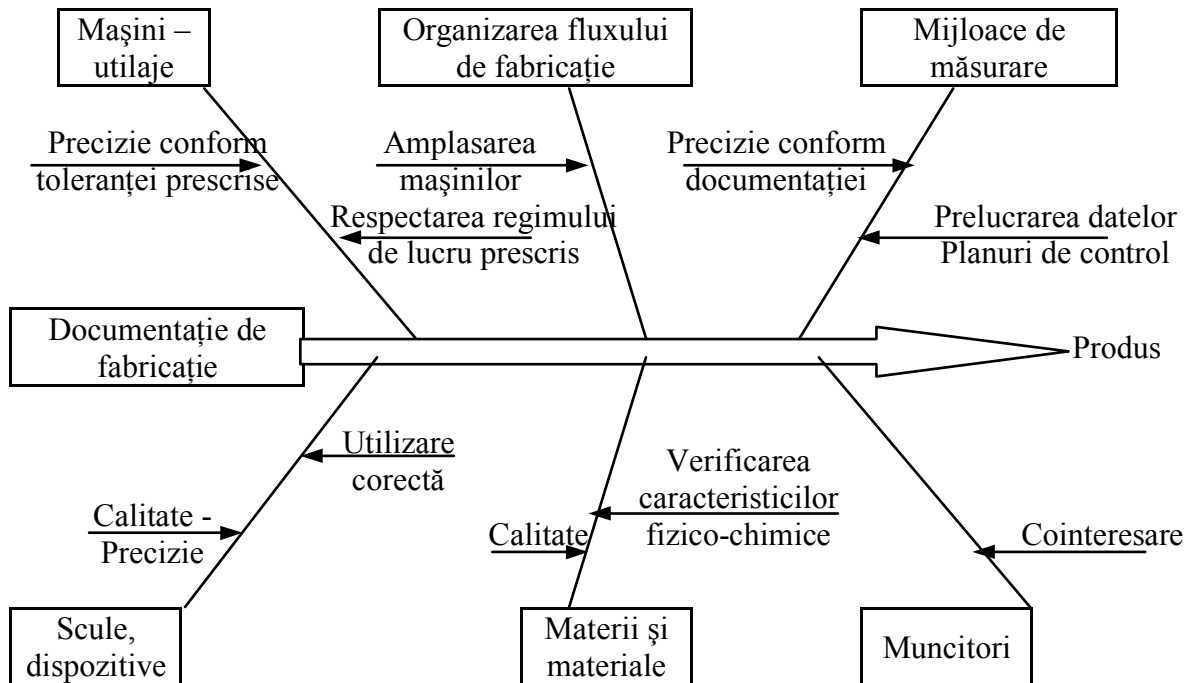 Maşini –
utilaje
Organizarea fluxului
de fabricaţie
Mijloace de
măsurare
Precizie conform
toleranţei prescrise
Amplasarea
maşinilor
Precizie conform
documentaţiei
Respectarea regimului
de lucru prescris
Prelucrarea datelor
Planuri de control
Documentaţie de
fabricaţie
Produs
Utilizare
corectă
Calitate -
Precizie
Verificarea
caracteristicilor
fizico-chimice
Calitate
Cointeresare
Scule,
dispozitive
Materii şi
materiale
Muncitori